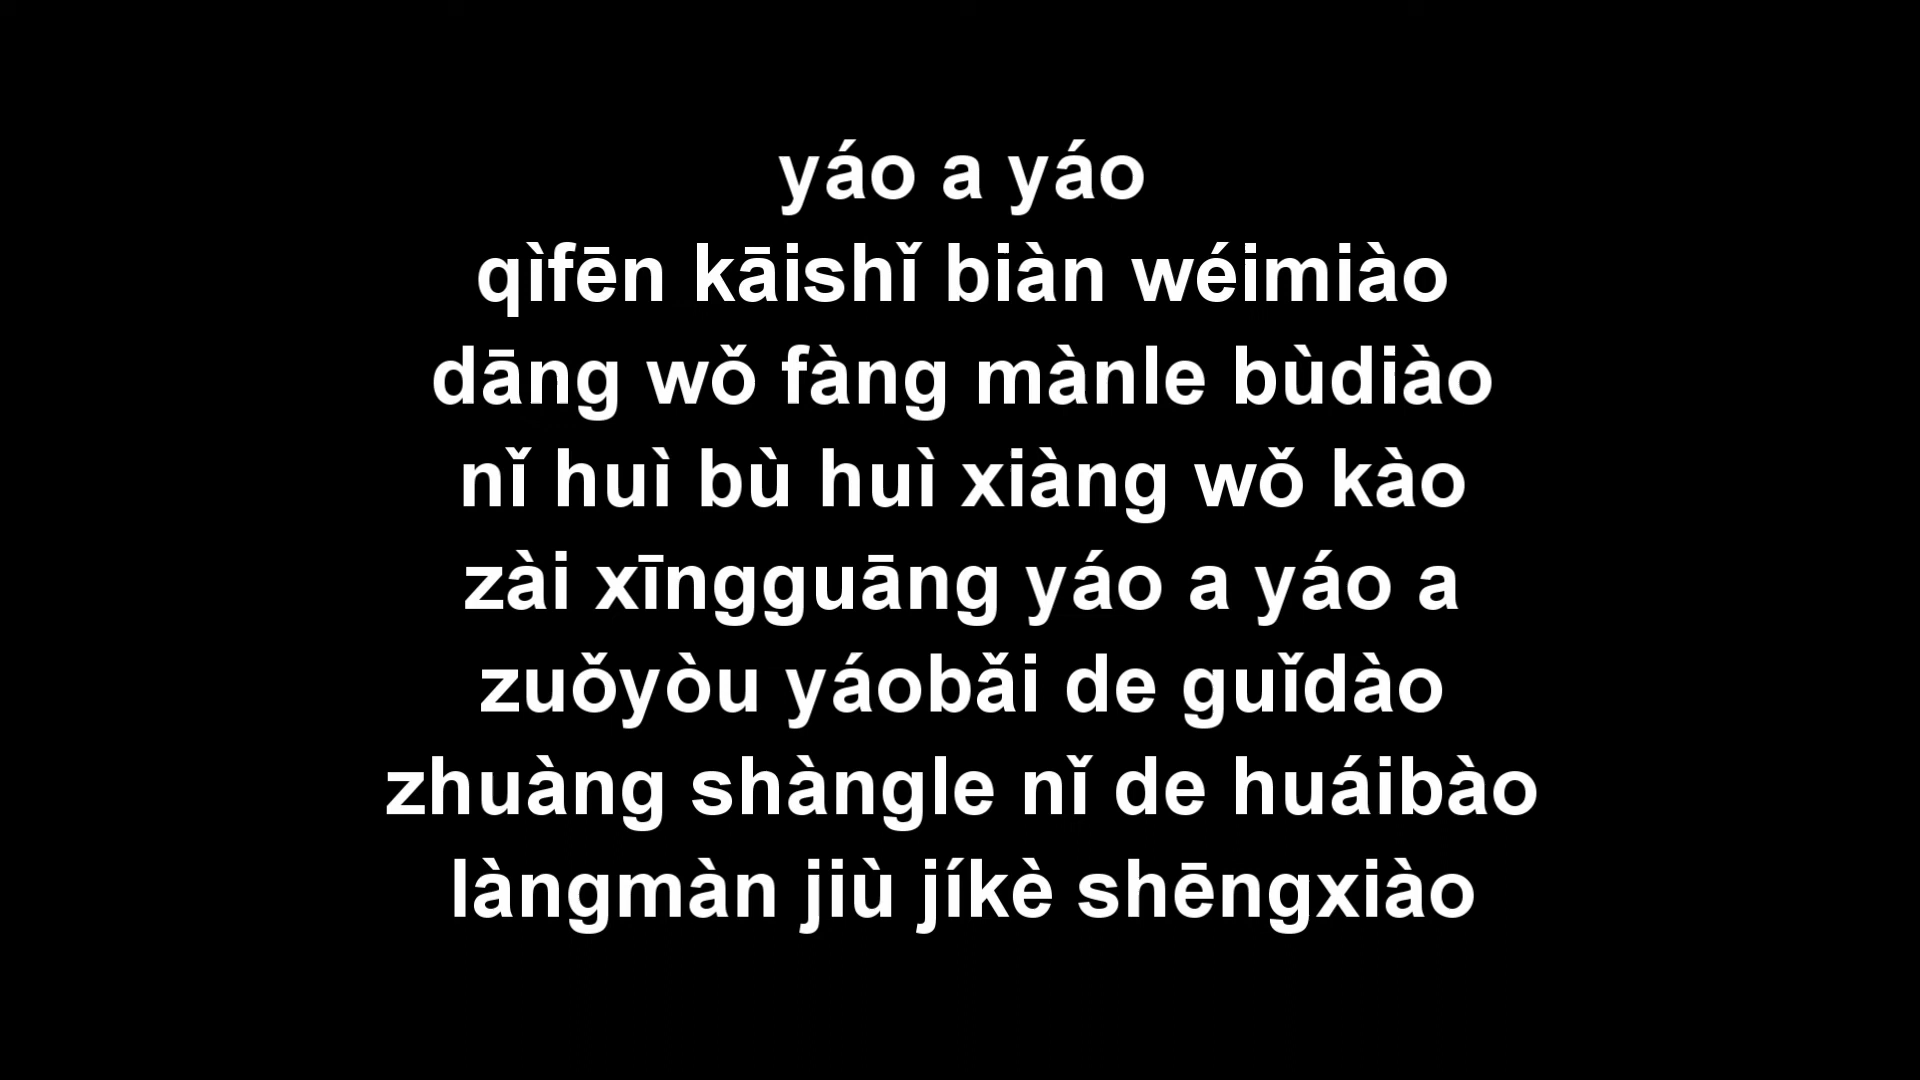 yáo a yáo
qìfēn kāishǐ biàn wéimiào
dāng wǒ fàng mànle bùdiào
nǐ huì bù huì xiàng wǒ kào
zài xīngguāng yáo a yáo a
zuǒyòu yáobǎi de guǐdào
zhuàng shàngle nǐ de huáibào
làngmàn jiù jíkè shēngxiào